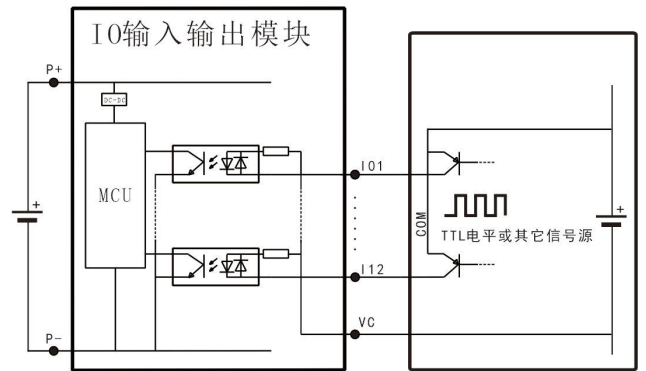 IO输入输出模块
P+
DC-DC
MCU
IO1
COM
TTL电平或其它信号源
I12
VC
P-
+
+